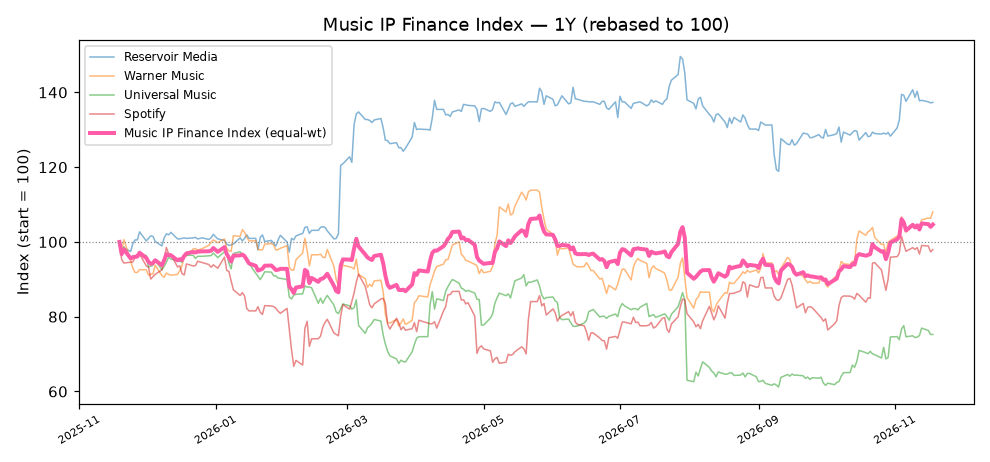 Music IP Finance Index — 1Y (rebased to 100)
Reservoir Media
Warner Music
Universal Music
Spotify
Music IP Finance Index (equal-wt)
Index (start = 100)
140
120
100
80
60
2025-11
2026-01
2026-03
2026-05
2026-07
2026-09
2026-11